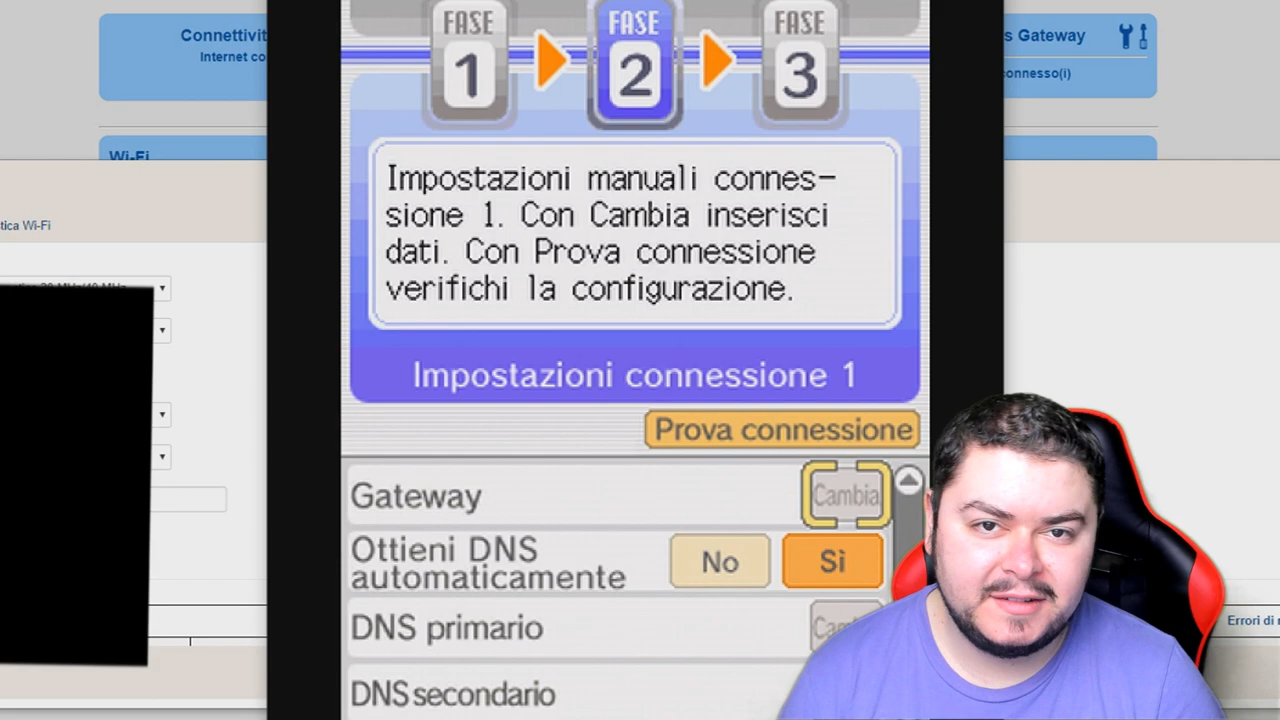 Connettivit
Internet co
s Gateway
connesso(i)
Wi-Fi
tica Wi-Fi
FASE
1
FASE
2
FASE
3
Impostazioni manuali connes-
sione 1. Con Cambia inserisci
dati. Con Prova connessione
verifichi la configurazione.
Impostazioni connessione 1
Prova connessione
Gateway
Cambia
Ottieni DNS
automaticamente
No
Sì
DNS primario
Cam
DNS secondario
Errori di r